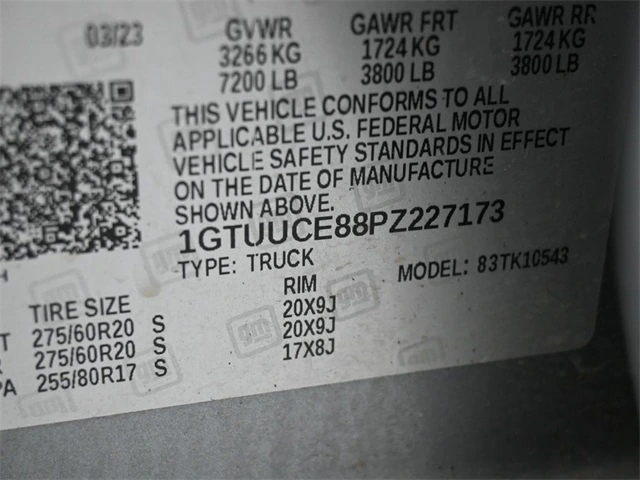 03/23 GVWR GAWR FRT GAWR RR
3266 KG 1724 KG 1724 KG
7200 LB 3800 LB 3800 LB
THIS VEHICLE CONFORMS TO ALL
APPLICABLE U.S. FEDERAL MOTOR
VEHICLE SAFETY STANDARDS IN EFFECT
ON THE DATE OF MANUFACTURE
SHOWN ABOVE.
1GTUUCE88PZ227173
TYPE: TRUCK MODEL: 83TK10543
TIRE SIZE RIM
275/60R20 S 20X9J
275/60R20 S 20X9J
255/80R17 S 17X8J